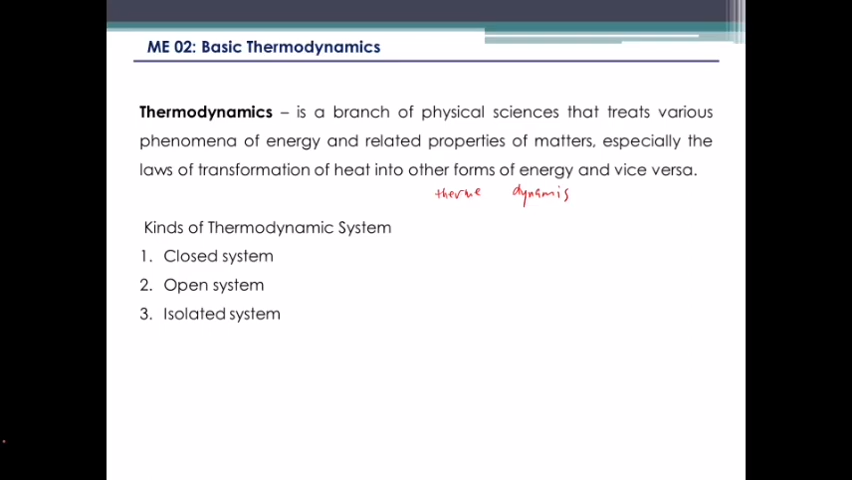 ME 02: Basic Thermodynamics
Thermodynamics – is a branch of physical sciences that treats various
phenomena of energy and related properties of matters, especially the
laws of transformation of heat into other forms of energy and vice versa.
therme dynamis
Kinds of Thermodynamic System
1. Closed system
2. Open system
3. Isolated system